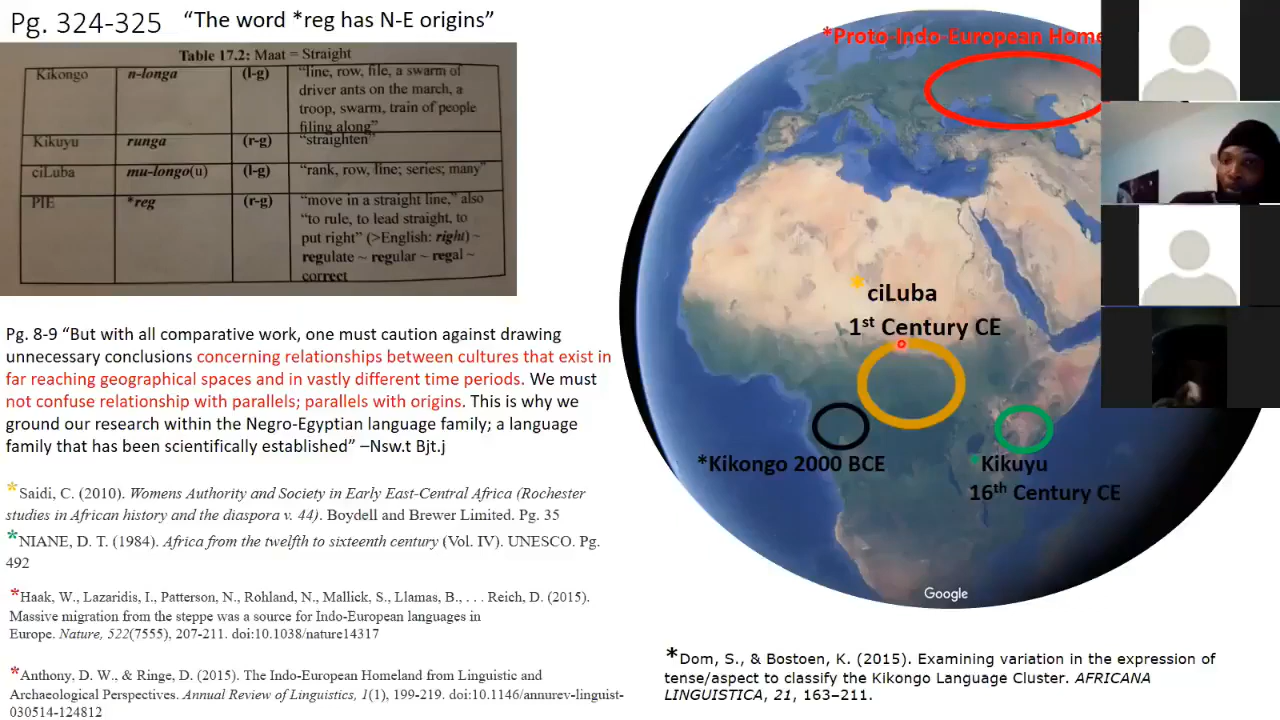 Pg. 324-325 "The word *reg has N-E origins"
Table 17.2: Maat = Straight
Kikongo n-longa (l-g) "line, row, file, a swarm of
driver ants on the march, a
troop, swarm, train of people
filing along"
Kikuyu runga (r-g) "straighten"
ciLuba mu-longo(u) (l-g) "rank, row, line; series; many"
PIE *reg (r-g) "move in a straight line," also
"to rule, to lead straight, to
put right" (>English: right) ~
regulate ~ regular ~ regal ~
correct
Pg. 8-9 "But with all comparative work, one must caution against drawing
unnecessary conclusions concerning relationships between cultures that exist in
far reaching geographical spaces and in vastly different time periods. We must
not confuse relationship with parallels; parallels with origins. This is why we
ground our research within the Negro-Egyptian language family; a language
family that has been scientifically established" –Nsw.t Bjt.j
*Saidi, C. (2010). Womens Authority and Society in Early East-Central Africa (Rochester
studies in African history and the diaspora v. 44). Boydell and Brewer Limited. Pg. 35
*NIANE, D. T. (1984). Africa from the twelfth to sixteenth century (Vol. IV). UNESCO. Pg.
492
*Haak, W., Lazaridis, I., Patterson, N., Rohland, N., Mallick, S., Llamas, B., . . . Reich, D. (2015).
Massive migration from the steppe was a source for Indo-European languages in
Europe. Nature, 522(7555), 207-211. doi:10.1038/nature14317
*Anthony, D. W., & Ringe, D. (2015). The Indo-European Homeland from Linguistic and
Archaeological Perspectives. Annual Review of Linguistics, 1(1), 199-219. doi:10.1146/annurev-linguist-
030514-124812
*Proto-Indo-European Home
* ciLuba
1st Century CE
*Kikongo 2000 BCE
*Kikuyu
16th Century CE
Google
*Dom, S., & Bostoen, K. (2015). Examining variation in the expression of
tense/aspect to classify the Kikongo Language Cluster. AFRICANA
LINGUISTICA, 21, 163–211.